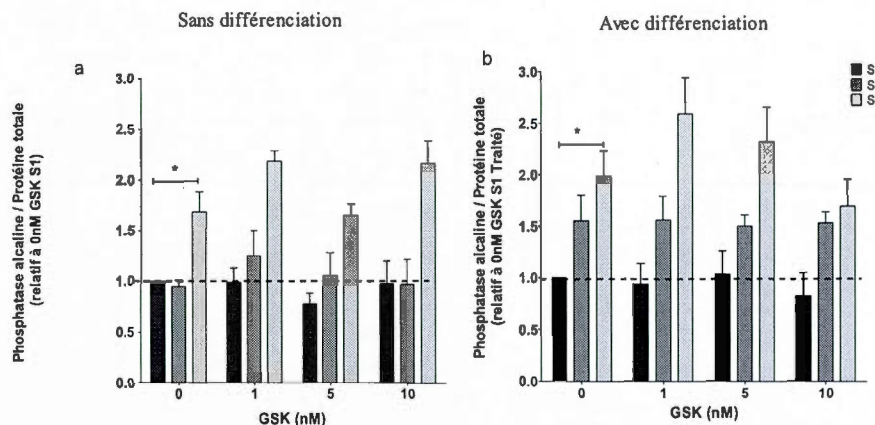 Sans différenciation
Avec différenciation
a
Phosphatase alcaline / Protéine totale
(relatif à 0nM GSK S1)
3.0
2.5
2.0
1.5
1.0
0.5
0.0
*
0 1 5 10
GSK (nM)
b
Phosphatase alcaline / Protéine totale
(relatif à 0nM GSK S1 Traité)
3.0
2.5
2.0
1.5
1.0
0.5
0.0
*
0 1 5 10
GSK (nM)
S
S
S